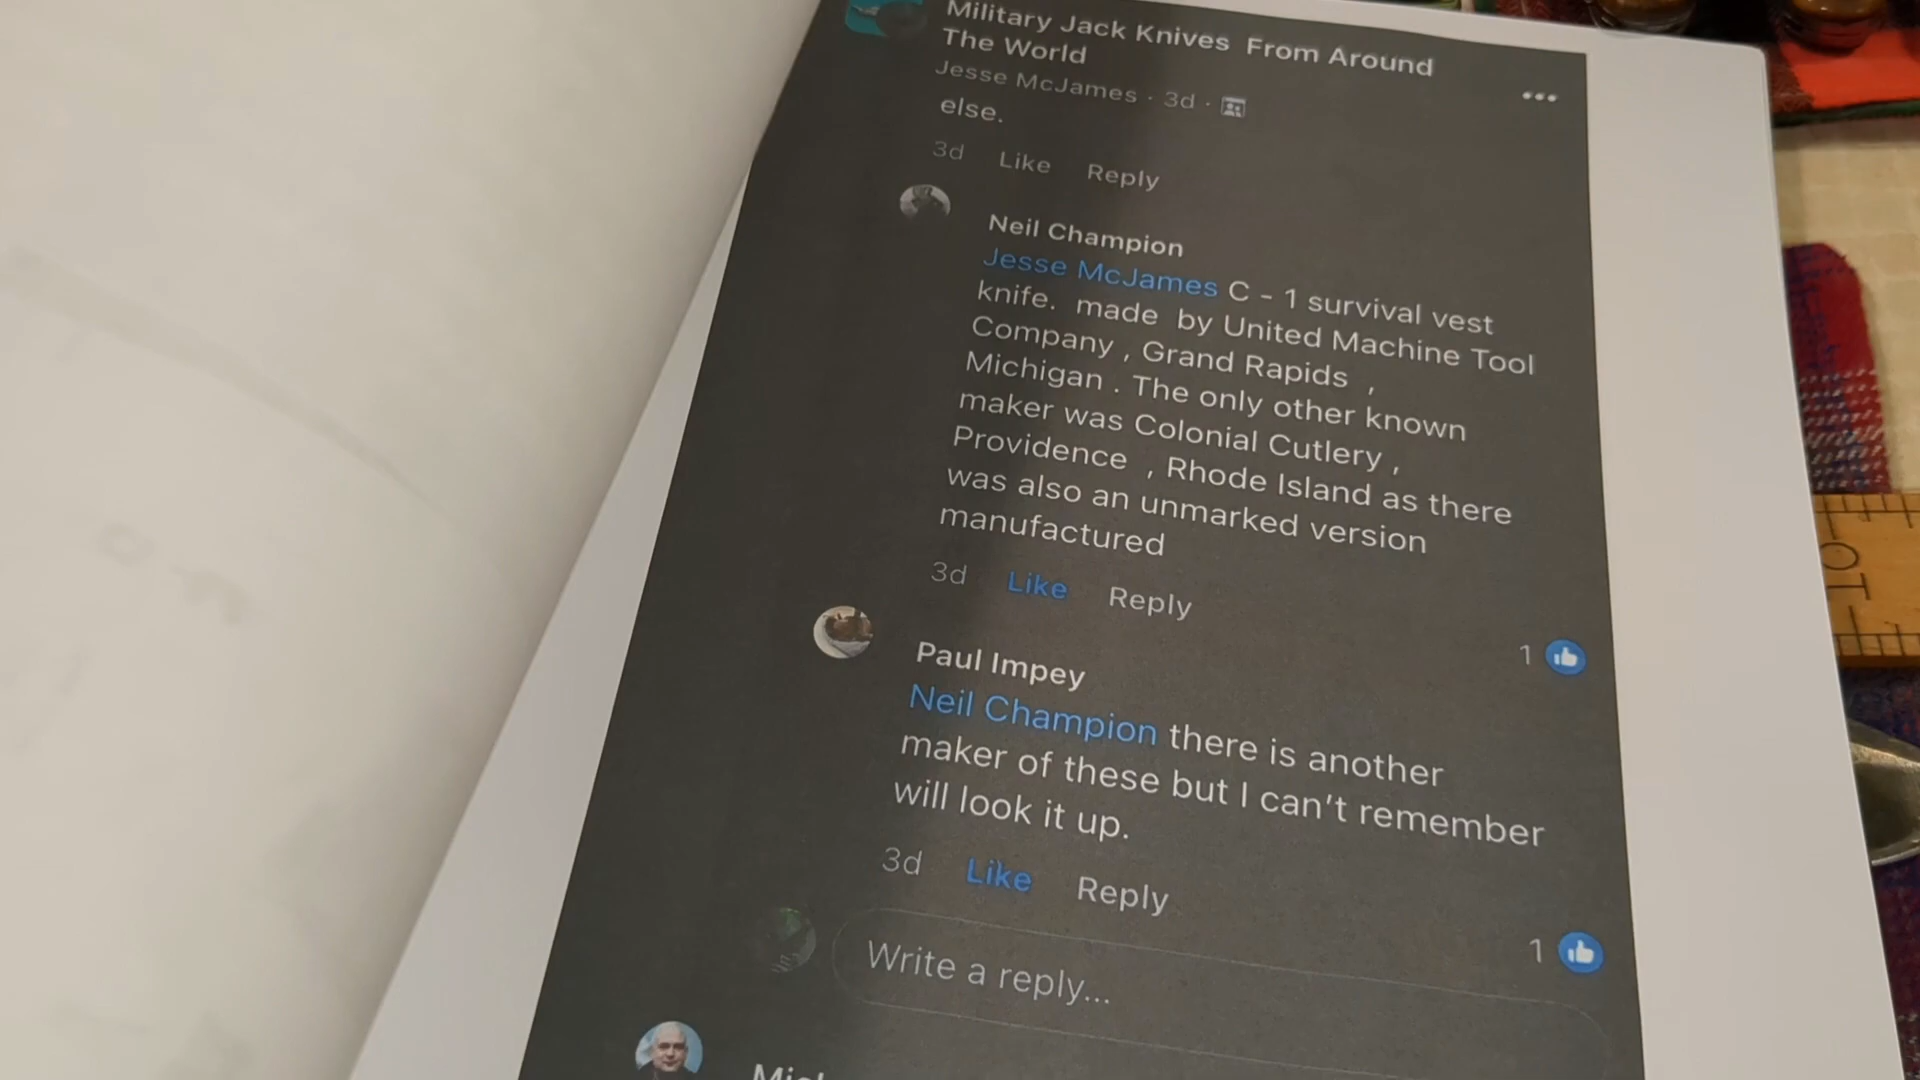 Military Jack Knives From Around
The World
Jesse McJames · 3d ·
else.
3d Like Reply
Neil Champion
Jesse McJames C - 1 survival vest
knife. made by United Machine Tool
Company , Grand Rapids ,
Michigan . The only other known
maker was Colonial Cutlery ,
Providence , Rhode Island as there
was also an unmarked version
manufactured
3d Like Reply
1
Paul Impey
Neil Champion there is another
maker of these but I can't remember
will look it up.
3d Like Reply
1
Write a reply...
10